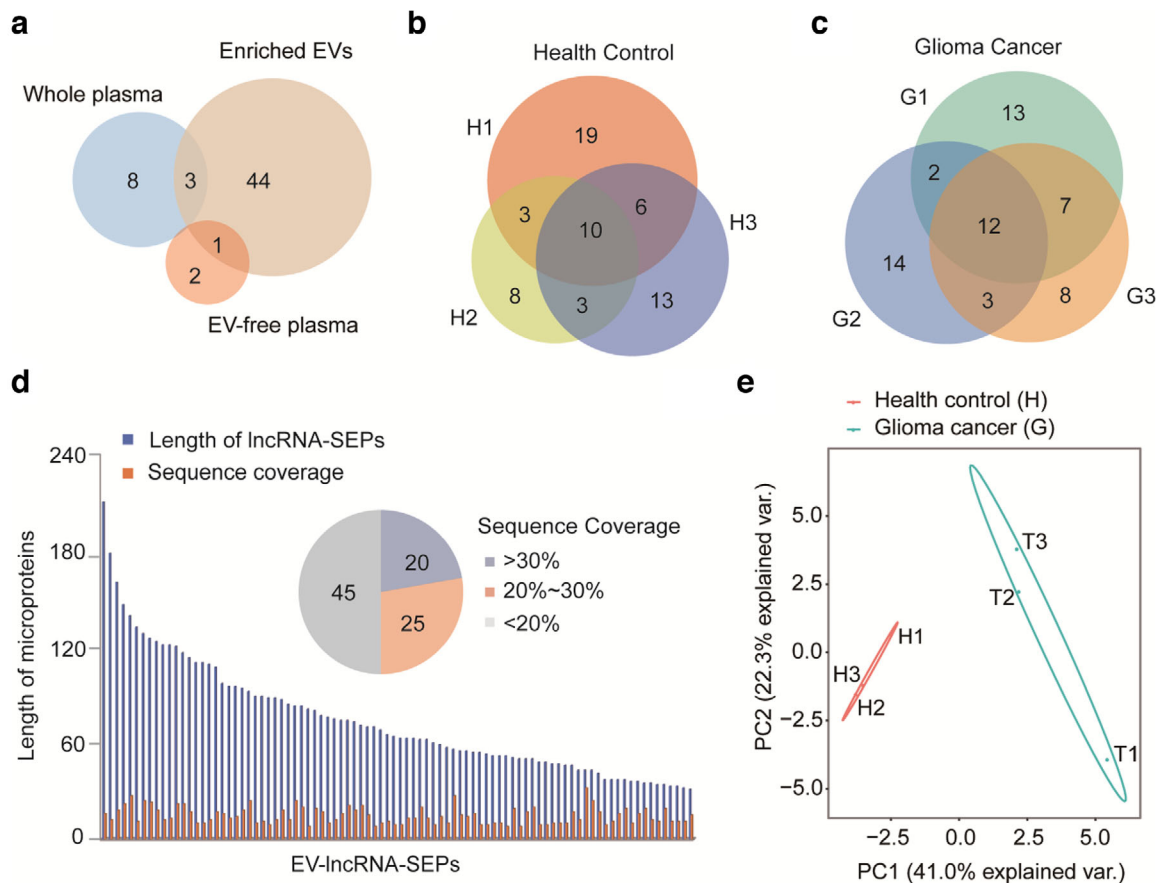 a
Enriched EVs
Whole plasma
8
3
44
1
2
EV-free plasma
b
Health Control
H1
19
3
6
10
H3
8
3
13
H2
c
Glioma Cancer
G1
13
2
7
12
14
3
8
G2
G3
d
Length of lncRNA-SEPs
Sequence coverage
240
180
120
60
0
Length of microproteins
EV-lncRNA-SEPs
45
20
25
Sequence Coverage
>30%
20%~30%
<20%
e
Health control (H)
Glioma cancer (G)
PC2 (22.3% explained var.)
5.0
2.5
0.0
−2.5
−5.0
T3
T2
H1
H3
H2
T1
−2.5
0.0
2.5
5.0
PC1 (41.0% explained var.)